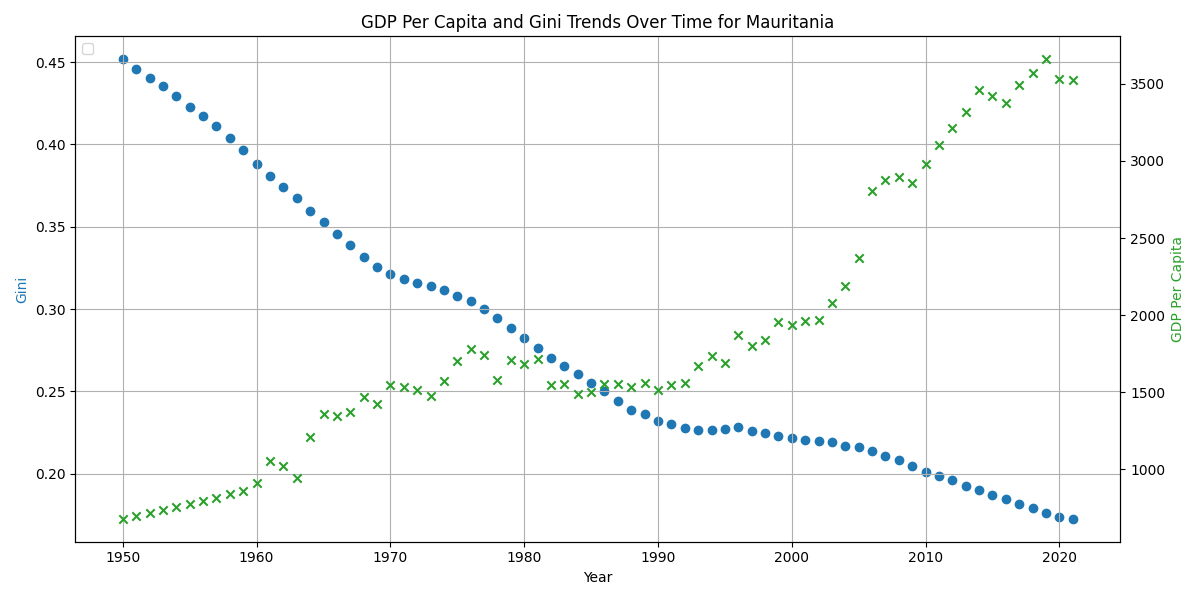 GDP Per Capita and Gini Trends Over Time for Mauritania
0.45
0.40
0.35
0.30
0.25
0.20
Gini
3500
3000
2500
2000
1500
1000
GDP Per Capita
1950 1960 1970 1980 1990 2000 2010 2020
Year